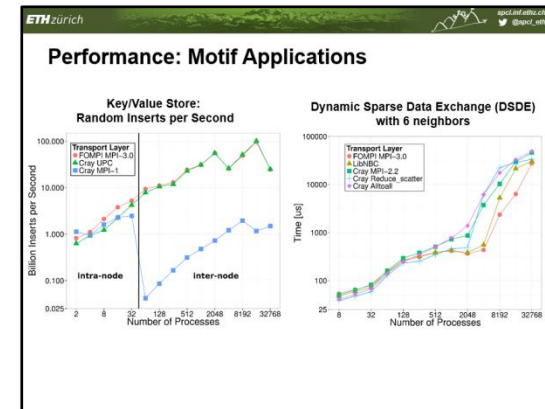 ETH zürich
spcl.inf.ethz.ch
@spcl_eth
Performance: Motif Applications
Key/Value Store:
Random Inserts per Second
Billion Inserts per Second
100.000
10.000
1.000
0.100
0.025
Transport Layer
FOMPI MPI-3.0
Cray UPC
Cray MPI-1
intra-node
inter-node
2
8
32
128
512
2048
8192
32768
Number of Processes
Dynamic Sparse Data Exchange (DSDE)
with 6 neighbors
Time [us]
100000
10000
1000
100
25
Transport Layer
FOMPI MPI-3.0
LibNBC
Cray MPI-2.2
Cray Reduce_scatter
Cray Alltoall
8
32
128
512
2048
8192
32768
Number of Processes